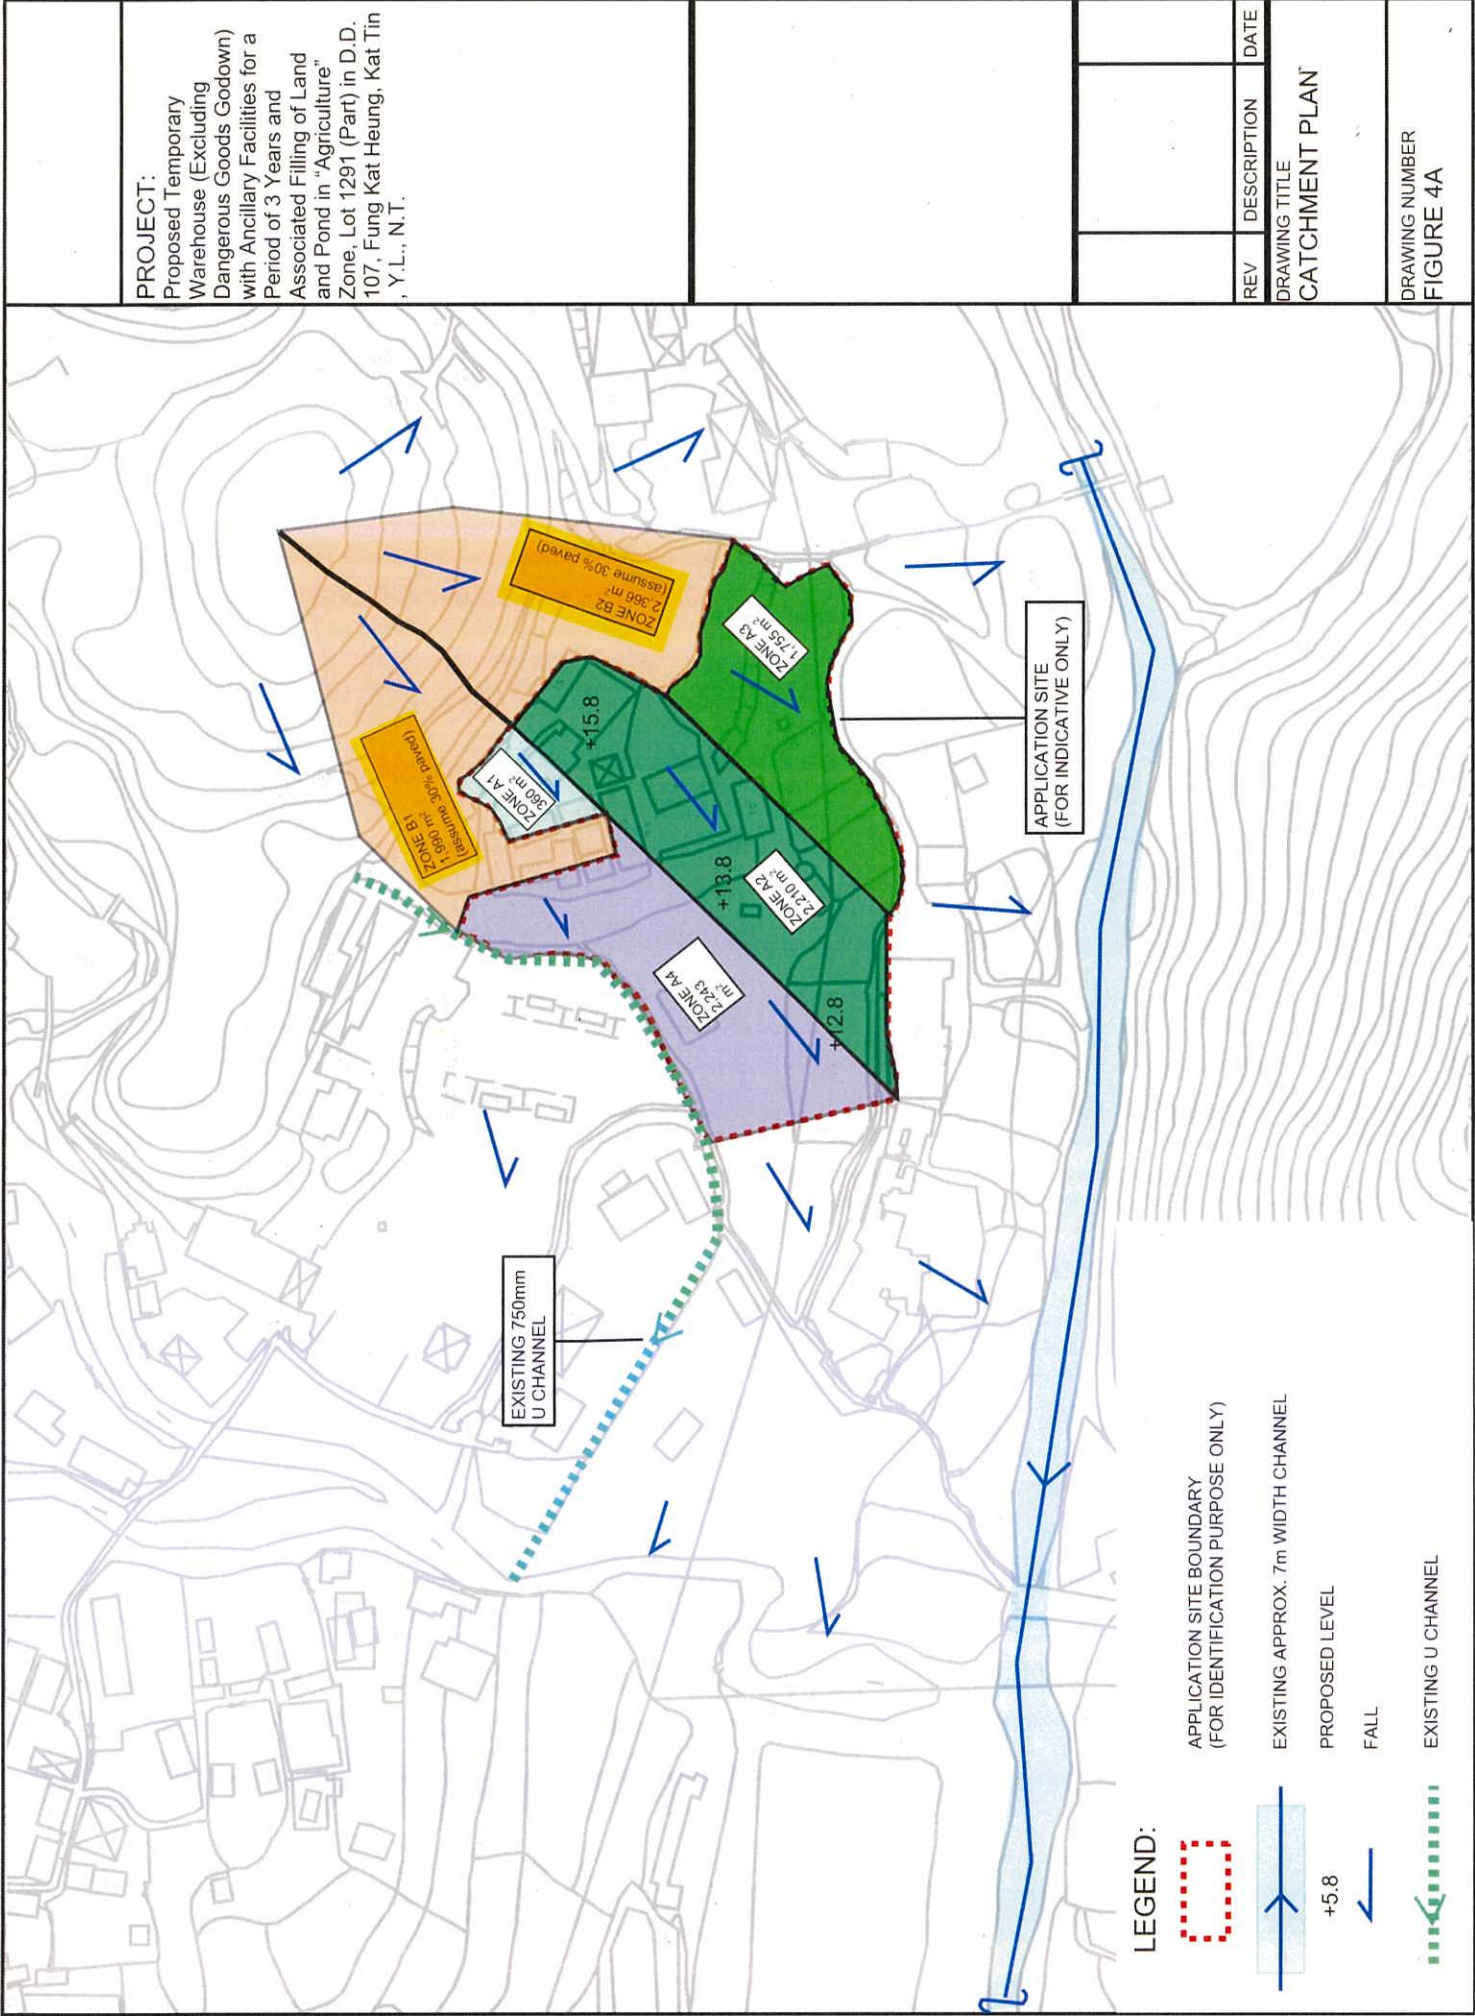 PROJECT:
Proposed Temporary
Warehouse (Excluding
Dangerous Goods Godown)
with Ancillary Facilities for a
Period of 3 Years and
Associated Filling of Land
and Pond in "Agriculture"
Zone, Lot 1291 (Part) in D.D.
107, Fung Kat Heung, Kat Tin
, Y.L., N.T.
REV
DESCRIPTION
DATE
DRAWING TITLE
CATCHMENT PLAN
DRAWING NUMBER
FIGURE 4A
ZONE B1
1,990 m²
(assume 30% paved)
ZONE B2
2,366 m²
(assume 30% paved)
ZONE A1
360 m²
ZONE A3
1,755 m²
ZONE A2
2,210 m²
ZONE A4
2,243
m²
+15.8
+13.8
+12.8
EXISTING 750mm
U CHANNEL
APPLICATION SITE
(FOR INDICATIVE ONLY)
LEGEND:
APPLICATION SITE BOUNDARY
(FOR IDENTIFICATION PURPOSE ONLY)
EXISTING APPROX. 7m WIDTH CHANNEL
+5.8
PROPOSED LEVEL
FALL
EXISTING U CHANNEL